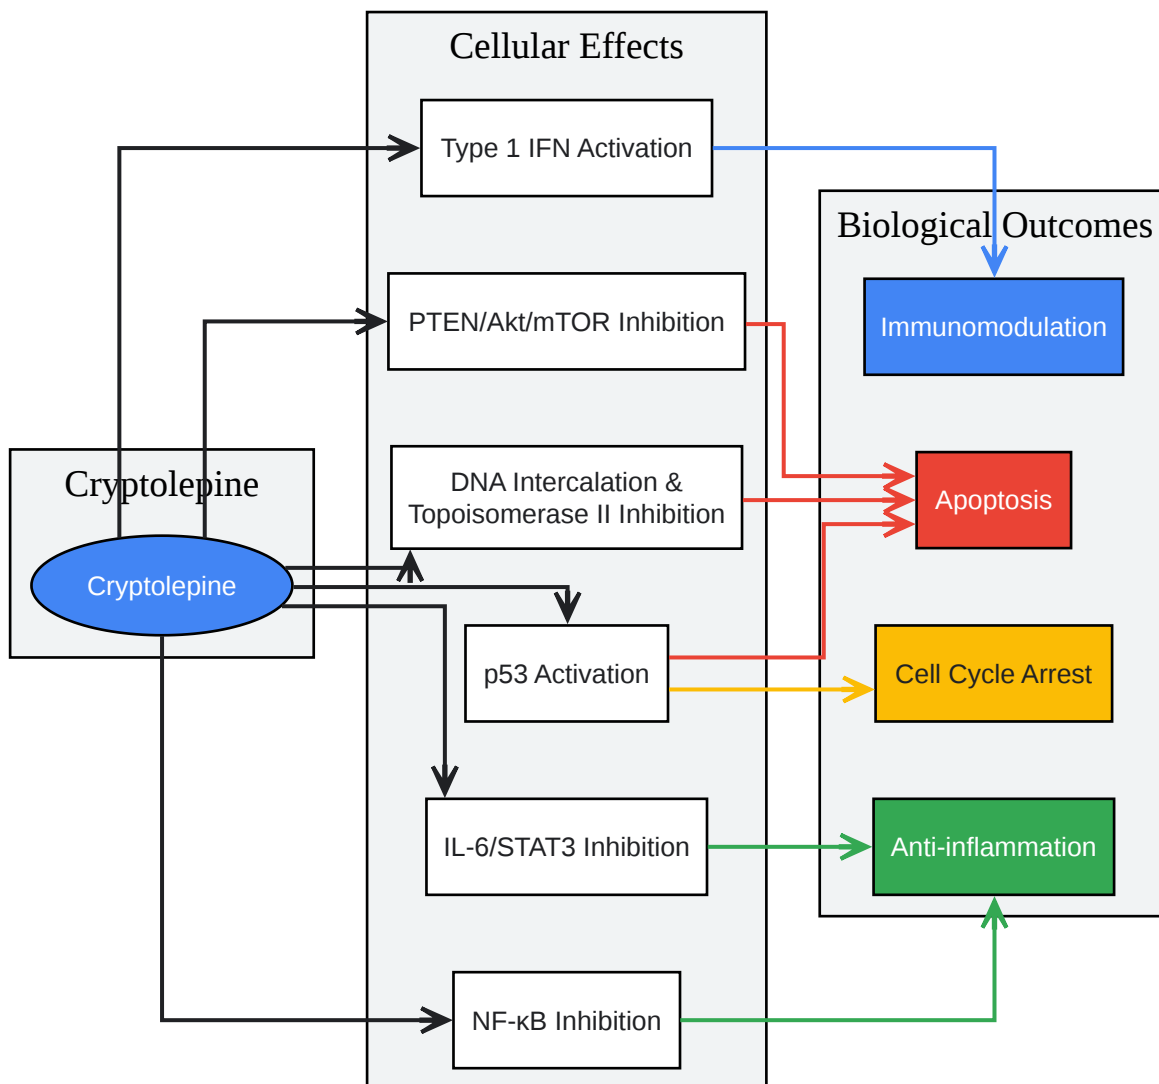 Cellular Effects
Type 1 IFN Activation
Biological Outcomes
PTEN/Akt/mTOR Inhibition
Immunomodulation
Cryptolepine
DNA Intercalation &
Topoisomerase II Inhibition
Apoptosis
Cryptolepine
p53 Activation
Cell Cycle Arrest
IL-6/STAT3 Inhibition
Anti-inflammation
NF-κB Inhibition